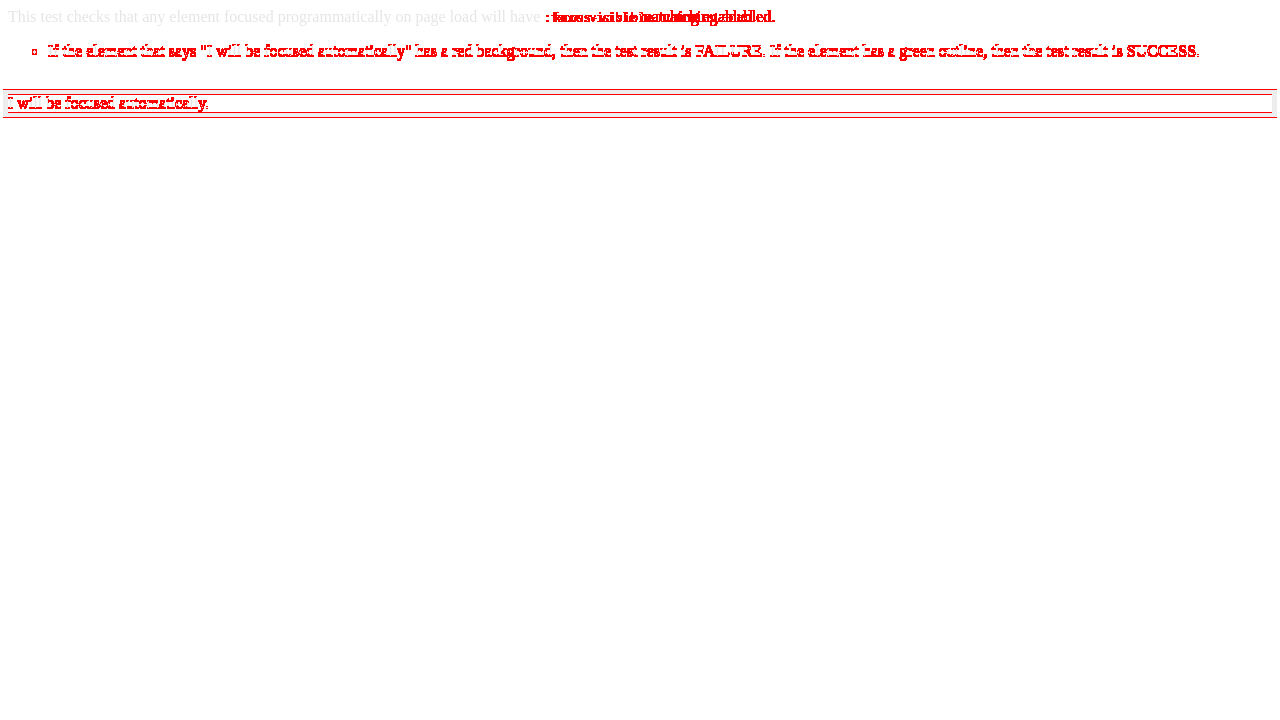 This test checks that any element focused programmatically on page load will have :focus-visible matching enabled.
If the element that says "I will be focused automatically" has a red background, then the test result is FAILURE. If the element has a green outline, then the test result is SUCCESS.
I will be focused automatically.